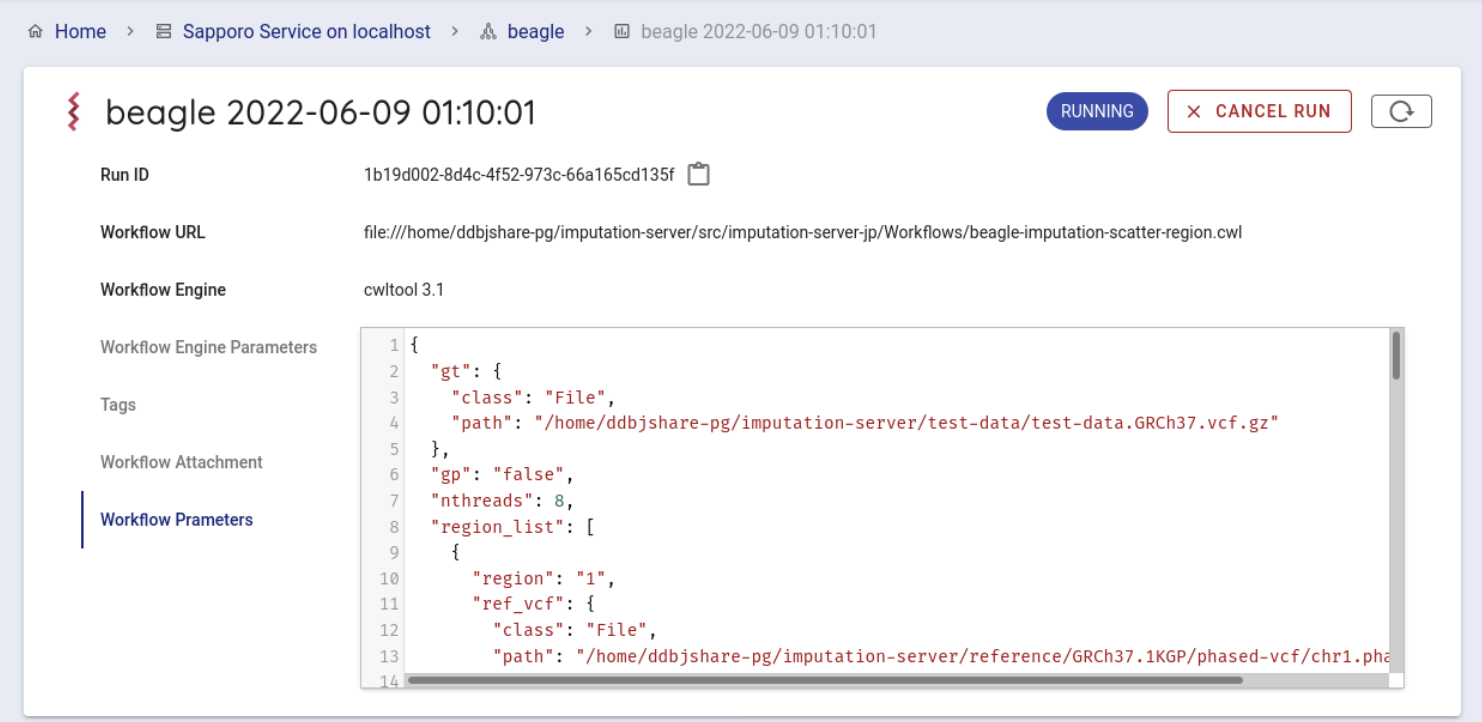 Home > Sapporo Service on localhost > beagle > beagle 2022-06-09 01:10:01
beagle 2022-06-09 01:10:01 RUNNING × CANCEL RUN
Run ID 1b19d002-8d4c-4f52-973c-66a165cd135f
Workflow URL file:///home/ddbjshare-pg/imputation-server/src/imputation-server-jp/Workflows/beagle-imputation-scatter-region.cwl
Workflow Engine cwltool 3.1
Workflow Engine Parameters
Tags
Workflow Attachment
Workflow Prameters
1 {
2   "gt": {
3     "class": "File",
4     "path": "/home/ddbjshare-pg/imputation-server/test-data/test-data.GRCh37.vcf.gz"
5   },
6   "gp": "false",
7   "nthreads": 8,
8   "region_list": [
9     {
10       "region": "1",
11       "ref_vcf": {
12         "class": "File",
13         "path": "/home/ddbjshare-pg/imputation-server/reference/GRCh37.1KGP/phased-vcf/chr1.pha
14